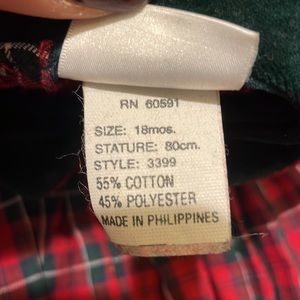 RN 60591
SIZE: 18mos.
STATURE: 80cm.
STYLE: 3399
55% COTTON
45% POLYESTER
MADE IN PHILIPPINES